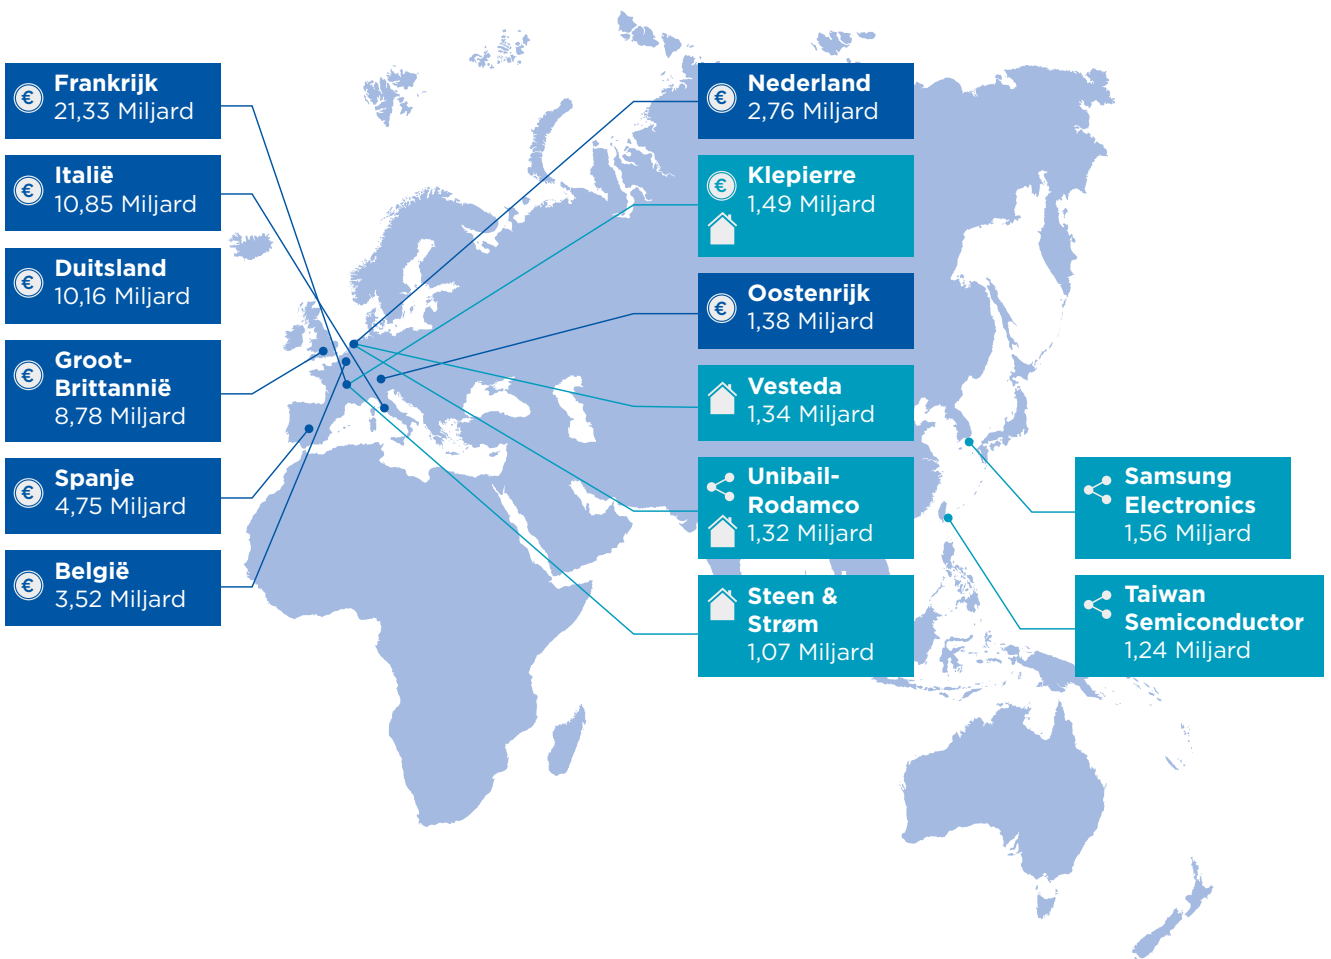 Frankrijk
21,33 Miljard
Italië
10,85 Miljard
Duitsland
10,16 Miljard
Groot-
Brittannië
8,78 Miljard
Spanje
4,75 Miljard
België
3,52 Miljard
Nederland
2,76 Miljard
Klepierre
1,49 Miljard
Oostenrijk
1,38 Miljard
Vesteda
1,34 Miljard
Unibail-
Rodamco
1,32 Miljard
Steen &
Strøm
1,07 Miljard
Samsung
Electronics
1,56 Miljard
Taiwan
Semiconductor
1,24 Miljard